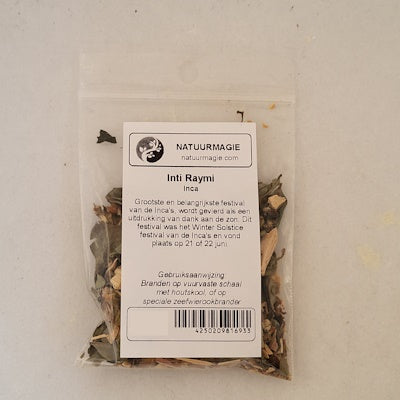 NATUURMAGIE
natuurmagie.com
Inti Raymi
Inca
Grootste en belangrijkste festival
van de Inca's, wordt gevierd als een
uitdrukking van dank aan de zon. Dit
festival was het Winter Solstice
festival van de Inca's en vond
plaats op 21 of 22 juni.
Gebruiksaanwijzing:
Branden op vuurvaste schaal
met houtskool, of op
speciale zeefwierookbrander
4250209816935